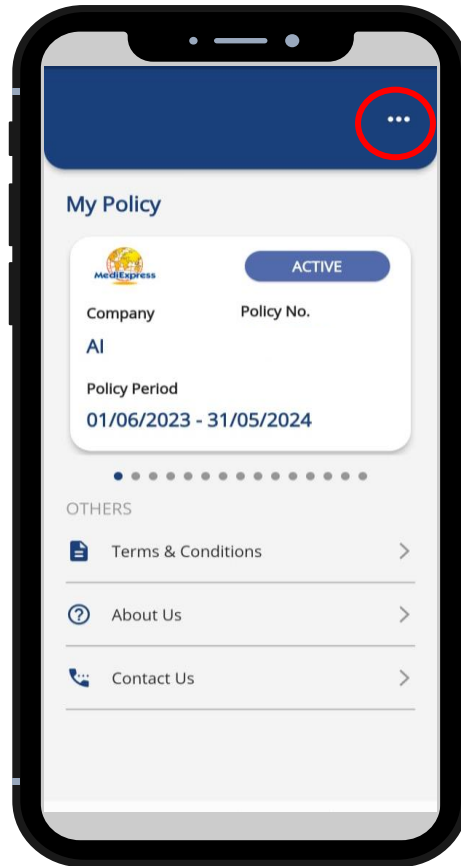 •••
My Policy
MediExpress
ACTIVE
Company Policy No.
AI
Policy Period
01/06/2023 - 31/05/2024
OTHERS
Terms & Conditions
About Us
Contact Us